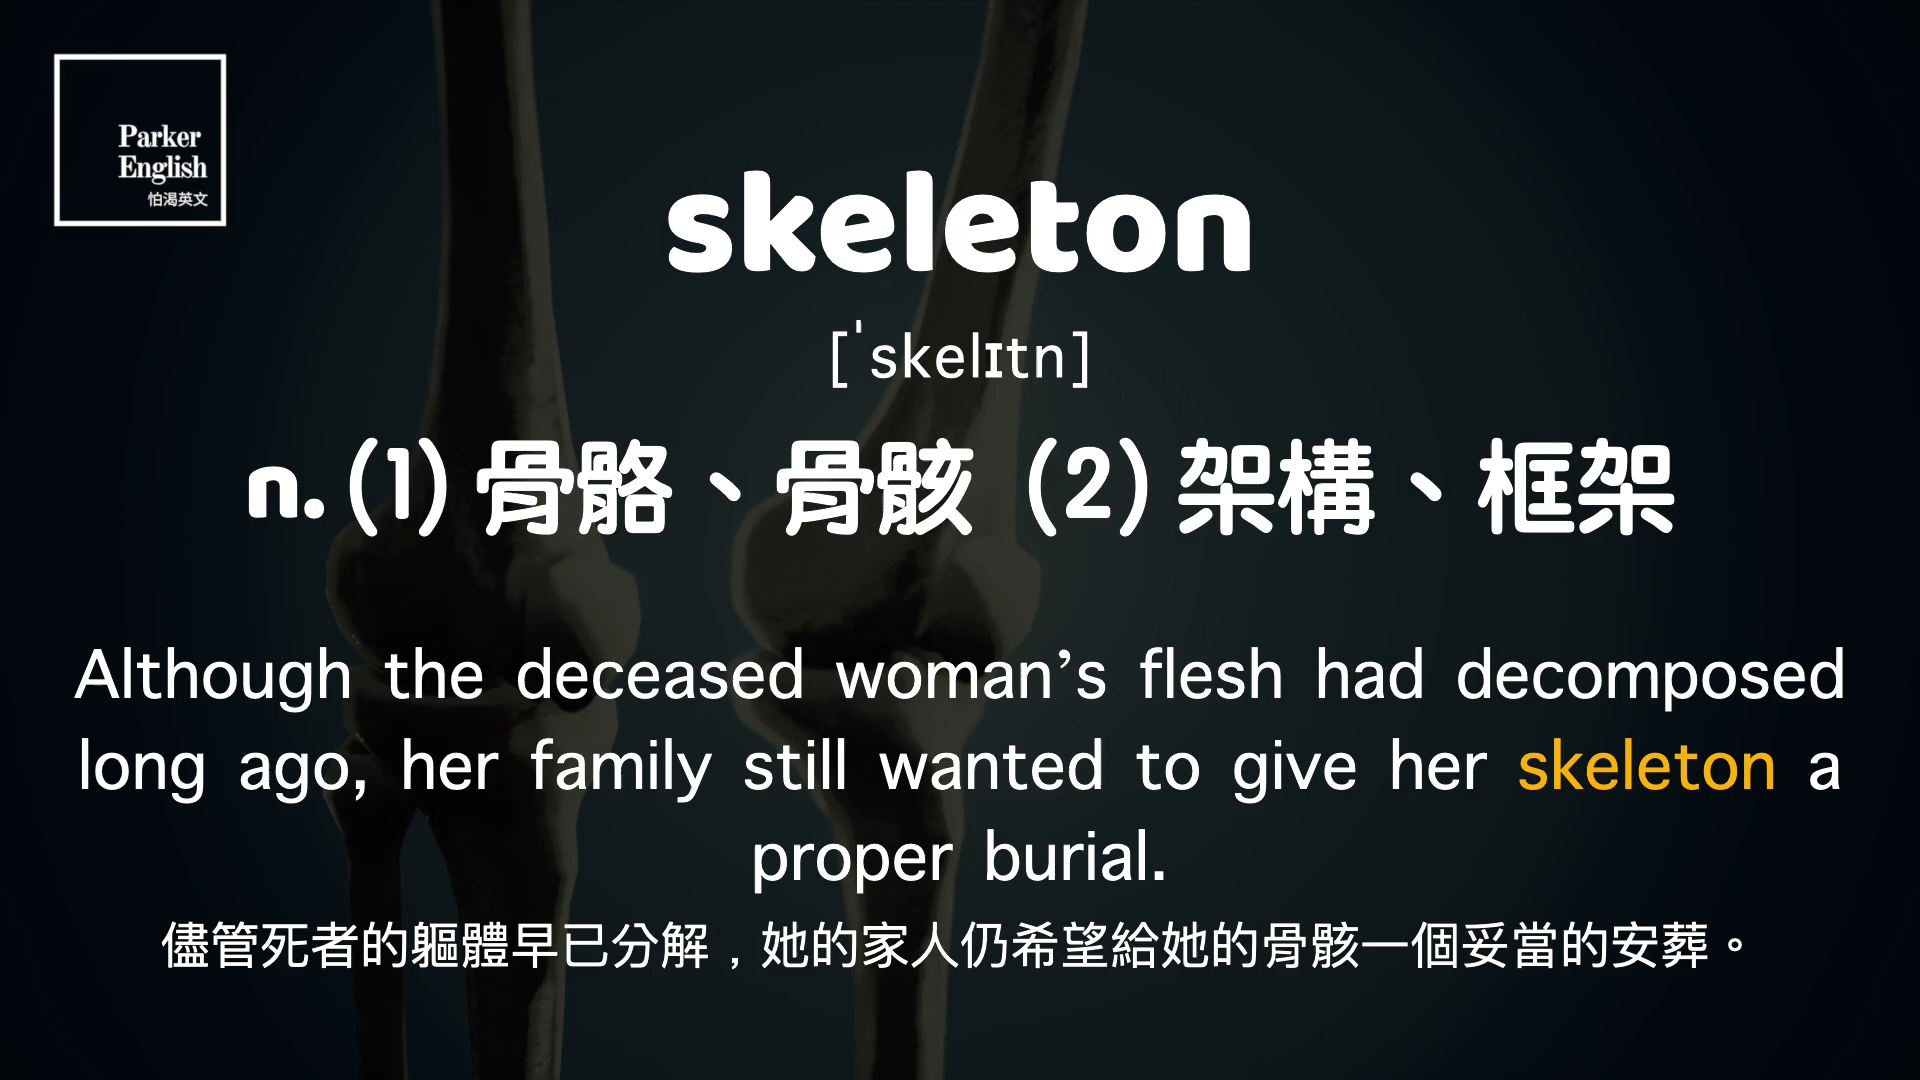 Parker
English
怕渴英文
skeleton
[ˈskelɪtn]
n. (1) 骨骼、骨骸 (2) 架構、框架
Although the deceased woman’s flesh had decomposed
long ago, her family still wanted to give her skeleton a
proper burial.
儘管死者的軀體早已分解，她的家人仍希望給她的骨骸一個妥當的安葬。